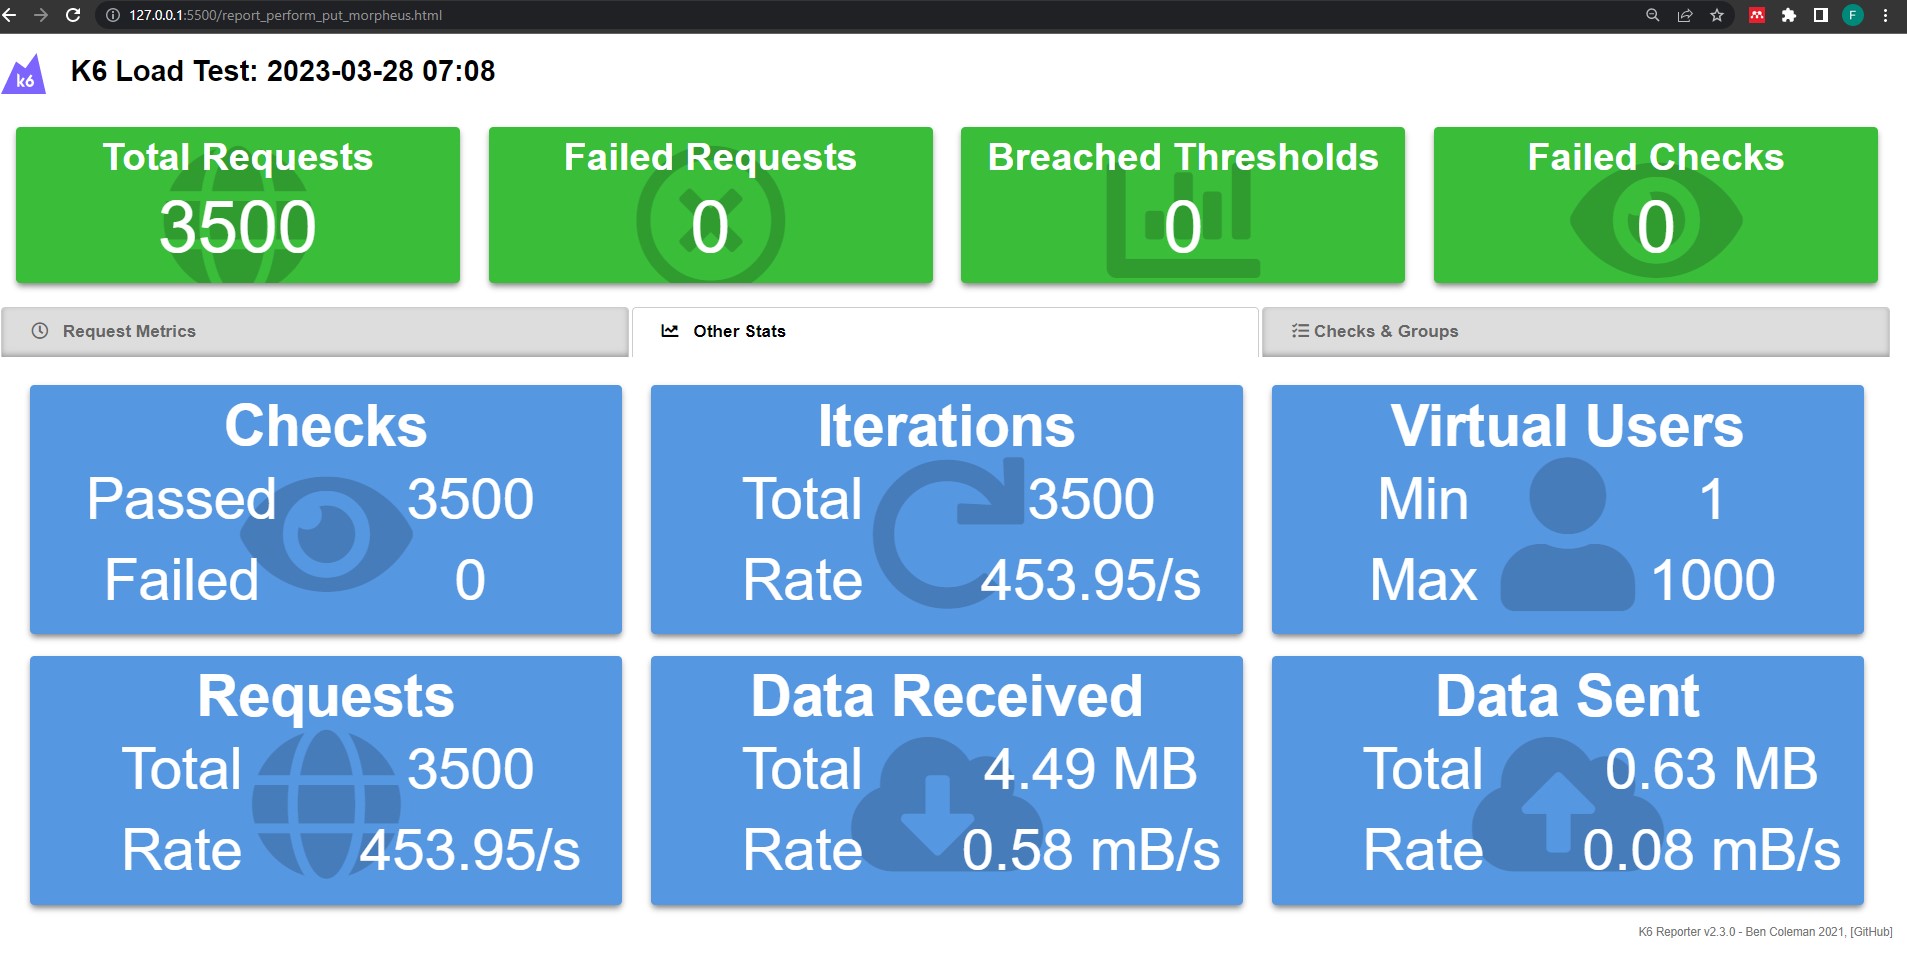 127.0.0.1:5500/report_perform_put_morpheus.html
F
k6
K6 Load Test: 2023-03-28 07:08
Total Requests
3500
Failed Requests
0
Breached Thresholds
0
Failed Checks
0
Request Metrics
Other Stats
Checks & Groups
Checks
Passed 3500
Failed 0
Iterations
Total 3500
Rate 453.95/s
Virtual Users
Min 1
Max 1000
Requests
Total 3500
Rate 453.95/s
Data Received
Total 4.49 MB
Rate 0.58 mB/s
Data Sent
Total 0.63 MB
Rate 0.08 mB/s
K6 Reporter v2.3.0 - Ben Coleman 2021, [GitHub]